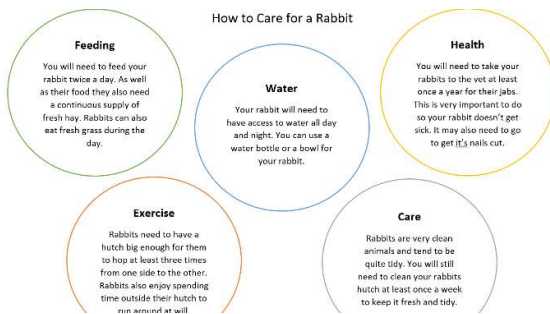 How to Care for a Rabbit
Feeding
You will need to feed your
rabbit twice a day. As well
as their food they also need
a continuous supply of
fresh hay. Rabbits can also
eat fresh grass during the
day.
Water
Your rabbit will need to
have access to water all day
and night. You can use a
water bottle or a bowl for
your rabbit.
Health
You will need to take your
rabbits to the vet at least
once a year for their jabs.
This is very important to do
so your rabbit doesn't get
sick. It may also need to go
to get it's nails cut.
Exercise
Rabbits need to have a
hutch big enough for them
to hop at least three times
from one side to the other.
Rabbits also enjoy spending
time outside their hutch to
run around at will
Care
Rabbits are very clean
animals and tend to be
quite tidy. You will still
need to clean your rabbits
hutch at least once a week
to keep it fresh and tidy.